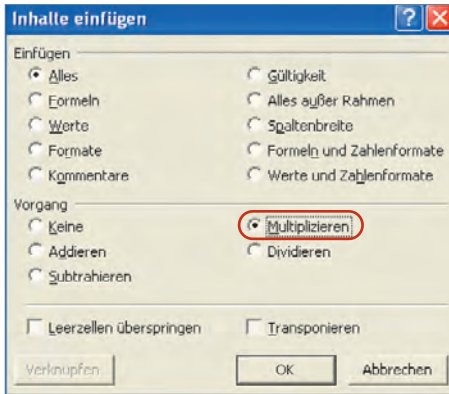 Inhalte einfügen
Einfügen
Alles
Gültigkeit
Formeln
Alles außer Rahmen
Werte
Spaltenbreite
Formate
Formeln und Zahlenformate
Kommentare
Werte und Zahlenformate
Vorgang
Keine
Multiplizieren
Addieren
Dividieren
Subtrahieren
Leerzellen überspringen
Transponieren
Verknüpfen
OK
Abbrechen